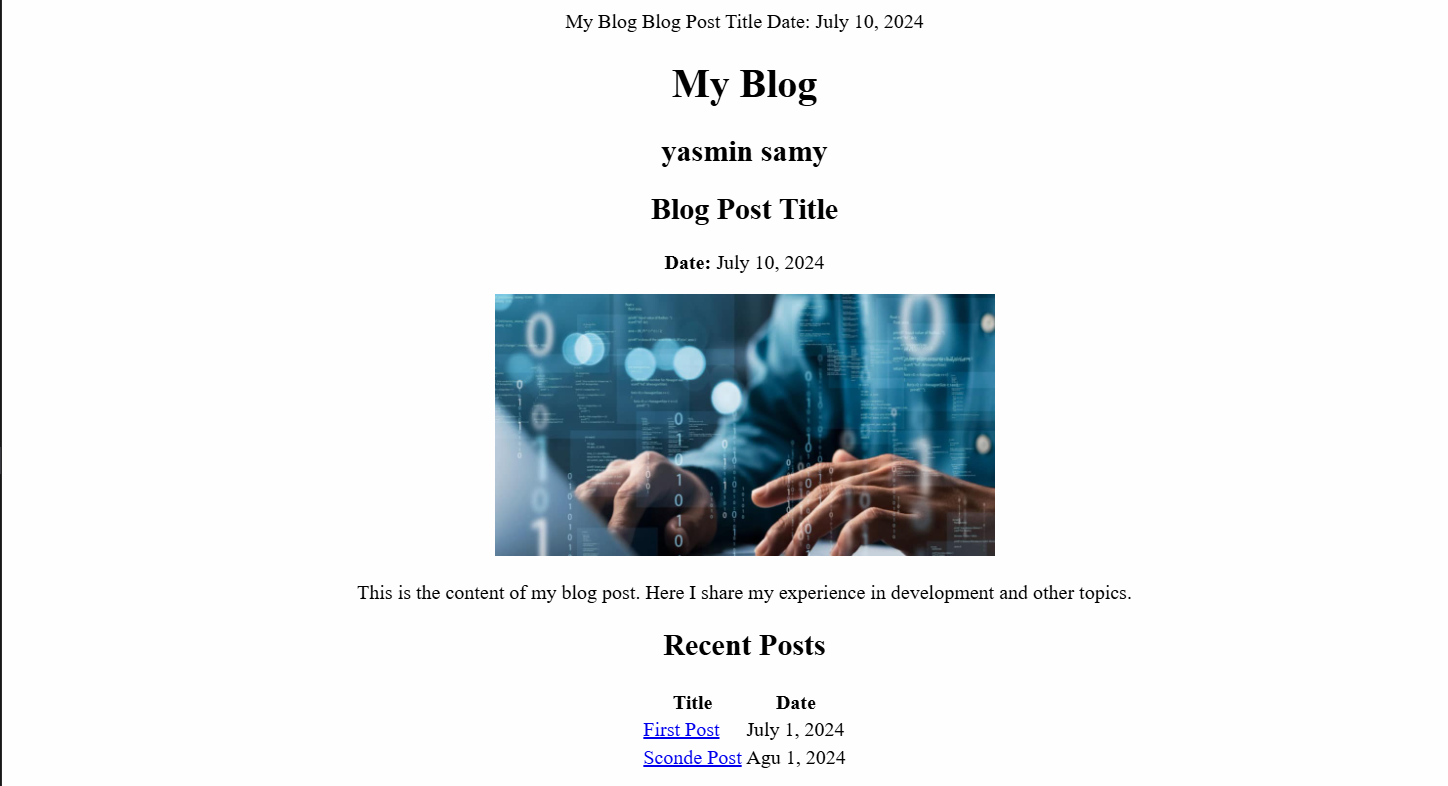 My Blog Blog Post Title Date: July 10, 2024
My Blog
yasmin samy
Blog Post Title
Date: July 10, 2024
This is the content of my blog post. Here I share my experience in development and other topics.
Recent Posts
Title Date
First Post July 1, 2024
Sconde Post Agu 1, 2024